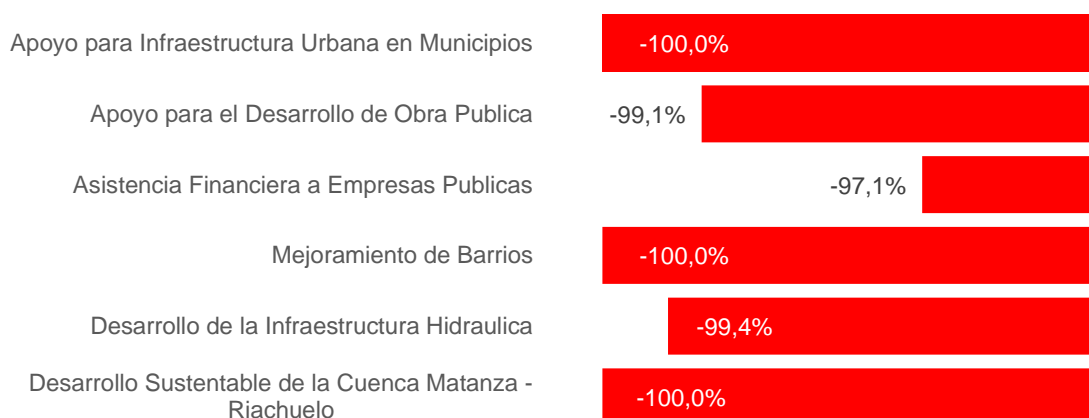 Apoyo para Infraestructura Urbana en Municipios
-100,0%
Apoyo para el Desarrollo de Obra Publica
-99,1%
Asistencia Financiera a Empresas Publicas
-97,1%
Mejoramiento de Barrios
-100,0%
Desarrollo de la Infraestructura Hidraulica
-99,4%
Desarrollo Sustentable de la Cuenca Matanza -
Riachuelo
-100,0%